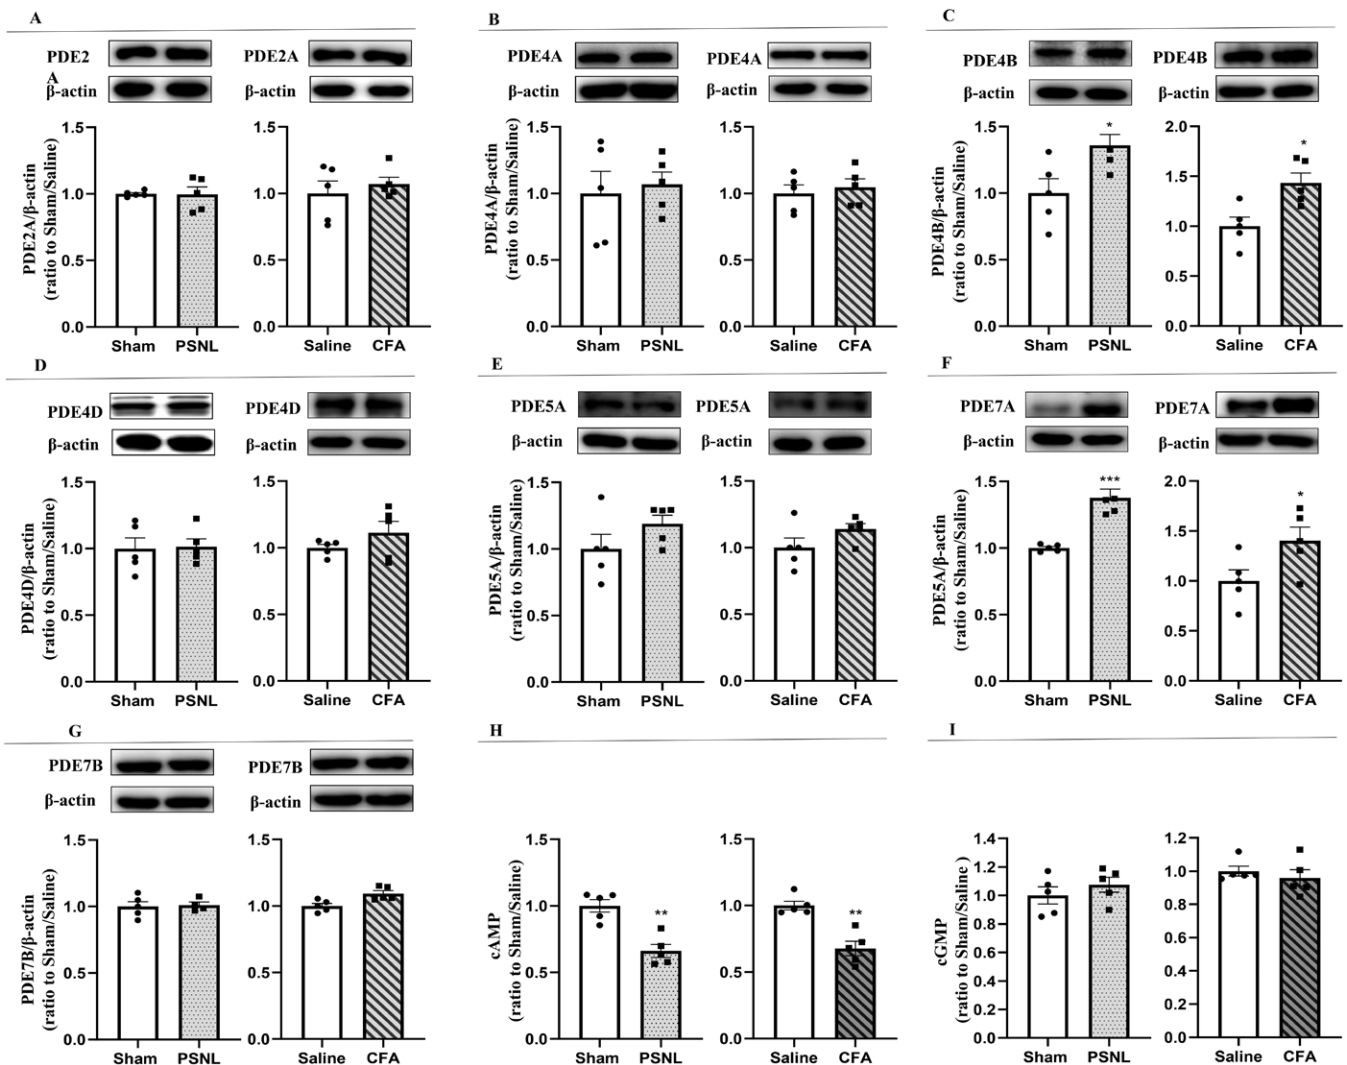 A
PDE2
A
β-actin
PDE2A
β-actin
PDE2A/β-actin
(ratio to Sham/Saline)
1.5
1.0
0.5
0.0
Sham PSNL
1.5
1.0
0.5
0.0
Saline CFA
B
PDE4A
β-actin
PDE4A
β-actin
PDE4A/β-actin
(ratio to Sham/Saline)
1.5
1.0
0.5
0.0
Sham PSNL
1.5
1.0
0.5
0.0
Saline CFA
C
PDE4B
β-actin
PDE4B
β-actin
PDE4B/β-actin
(ratio to Sham/Saline)
1.5
1.0
0.5
0.0
*
Sham PSNL
2.0
1.5
1.0
0.5
0.0
*
Saline CFA
D
PDE4D
β-actin
PDE4D
β-actin
PDE4D/β-actin
(ratio to Sham/Saline)
1.5
1.0
0.5
0.0
Sham PSNL
1.5
1.0
0.5
0.0
Saline CFA
E
PDE5A
β-actin
PDE5A
β-actin
PDE5A/β-actin
(ratio to Sham/Saline)
1.5
1.0
0.5
0.0
Sham PSNL
1.5
1.0
0.5
0.0
Saline CFA
F
PDE7A
β-actin
PDE7A
β-actin
PDE5A/β-actin
(ratio to Sham/Saline)
1.5
1.0
0.5
0.0
***
Sham PSNL
2.0
1.5
1.0
0.5
0.0
*
Saline CFA
G
PDE7B
β-actin
PDE7B
β-actin
PDE7B/β-actin
(ratio to Sham/Saline)
1.5
1.0
0.5
0.0
Sham PSNL
1.5
1.0
0.5
0.0
Saline CFA
H
cAMP
(ratio to Sham/Saline)
1.5
1.0
0.5
0.0
**
Sham PSNL
1.5
1.0
0.5
0.0
**
Saline CFA
I
cGMP
(ratio to Sham/Saline )
1.4
1.2
1.0
0.8
0.6
0.4
0.2
0.0
Sham PSNL
1.2
1.0
0.8
0.6
0.4
0.2
0.0
Saline CFA